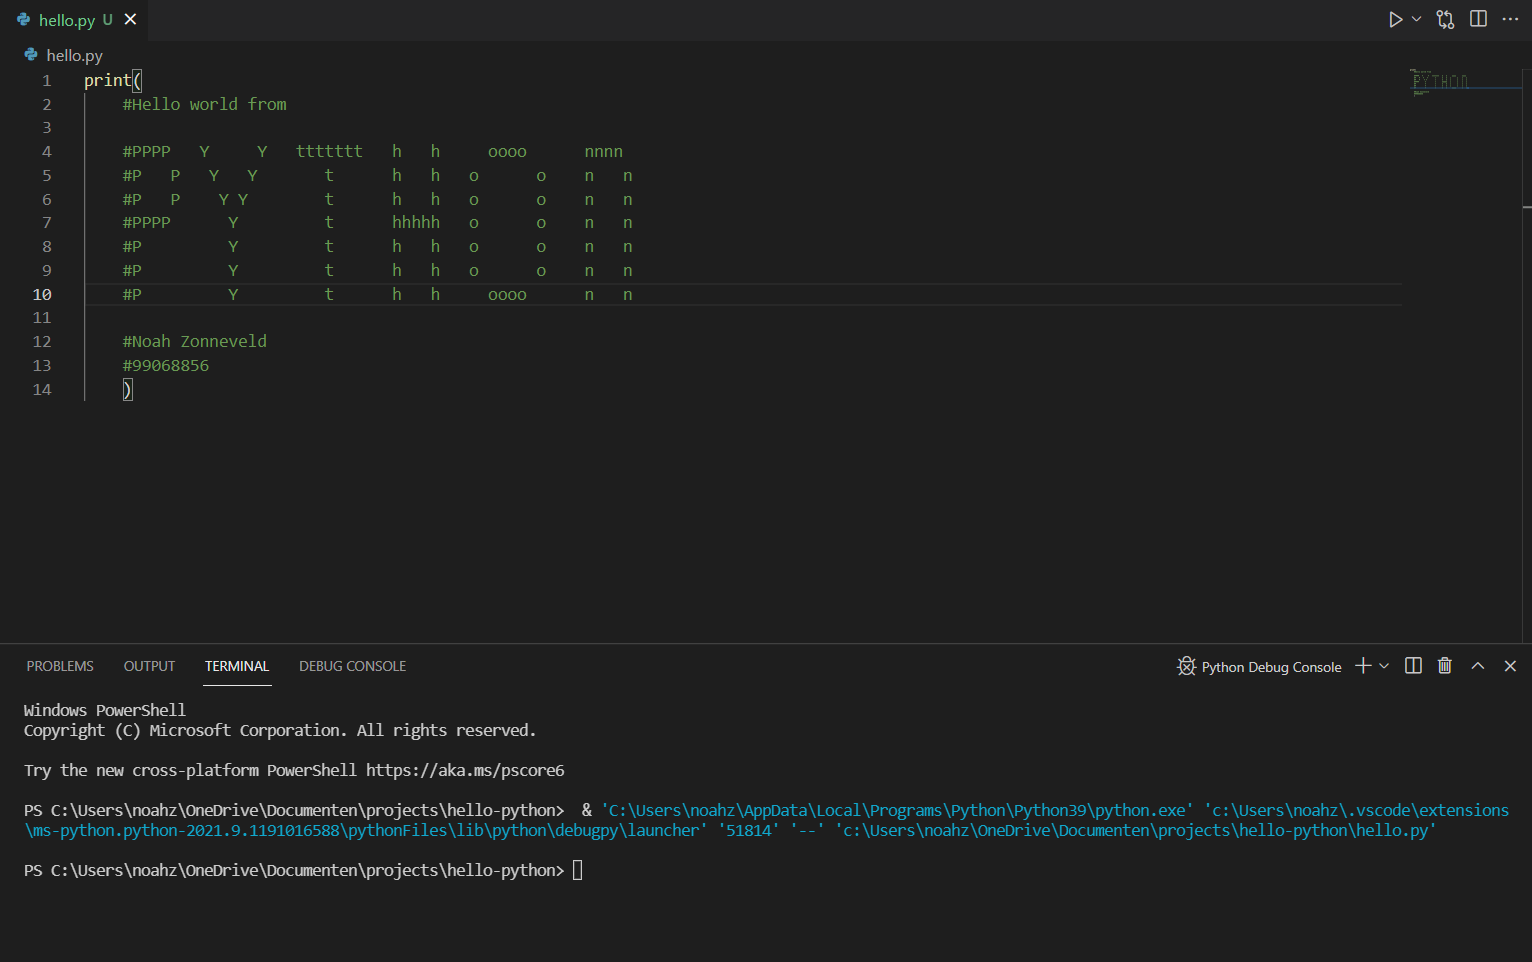 hello.py U
hello.py
1 print(
2     #Hello world from
3
4     #PPPP   Y     Y   ttttttt   h   h     oooo      nnnn
5     #P   P   Y   Y       t      h   h   o      o    n   n
6     #P   P    Y Y        t      h   h   o      o    n   n
7     #PPPP      Y         t      hhhhh   o      o    n   n
8     #P         Y         t      h   h   o      o    n   n
9     #P         Y         t      h   h   o      o    n   n
10     #P         Y         t      h   h     oooo      n   n
11
12     #Noah Zonneveld
13     #99068856
14     )
PROBLEMS OUTPUT TERMINAL DEBUG CONSOLE Python Debug Console
Windows PowerShell
Copyright (C) Microsoft Corporation. All rights reserved.
Try the new cross-platform PowerShell https://aka.ms/pscore6
PS C:\Users\noahz\OneDrive\Documenten\projects\hello-python>  & 'C:\Users\noahz\AppData\Local\Programs\Python\Python39\python.exe' 'c:\Users\noahz\.vscode\extensions
\ms-python.python-2021.9.1191016588\pythonFiles\lib\python\debugpy\launcher' '51814' '--' 'c:\Users\noahz\OneDrive\Documenten\projects\hello-python\hello.py'
PS C:\Users\noahz\OneDrive\Documenten\projects\hello-python>